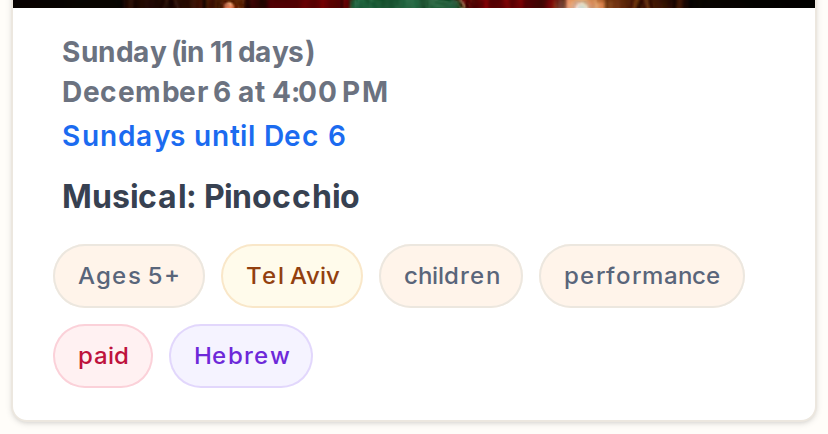 Sunday (in 11 days)
December 6 at 4:00 PM
Sundays until Dec 6
Musical: Pinocchio
Ages 5+ Tel Aviv children performance
paid Hebrew